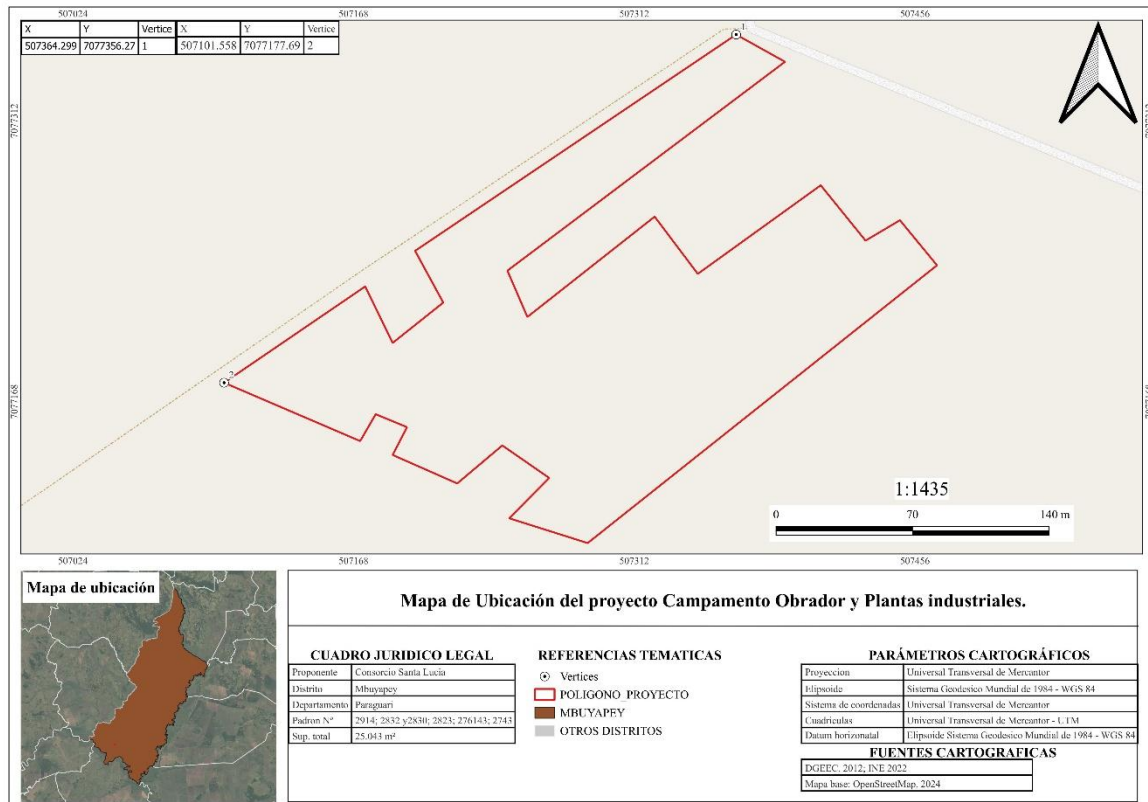 507024 507168 507312 507456
X Y Vertice X Y Vertice
507364.299 7077356.27 1 507101.558 7077177.69 2
1
7077312
7077312
2
7077168
7077168
1:1435
0 70 140 m
507024 507168 507312 507456
Mapa de ubicación
Mapa de Ubicación del proyecto Campamento Obrador y Plantas industriales.
CUADRO JURIDICO LEGAL
Proponente Consorcio Santa Lucia
Distrito Mbuyapey
Departamento Paraguari
Padron Nº 2914; 2832 y2830; 2823; 276143; 2743
Sup. total 25.043 m²
REFERENCIAS TEMATICAS
Vertices
POLIGONO_PROYECTO
MBUYAPEY
OTROS DISTRITOS
PARÁMETROS CARTOGRÁFICOS
Proyeccion Universal Transversal de Mercantor
Elipsoide Sistema Geodesico Mundial de 1984 - WGS 84
Sistema de coordenadas Universal Transversal de Mercantor
Cuadriculas Universal Transversal de Mercantor - UTM
Datum horizonatal Elipsoide Sistema Geodesico Mundial de 1984 - WGS 84
FUENTES CARTOGRAFICAS
DGEEC. 2012; INE 2022
Mapa base: OpenStreetMap. 2024